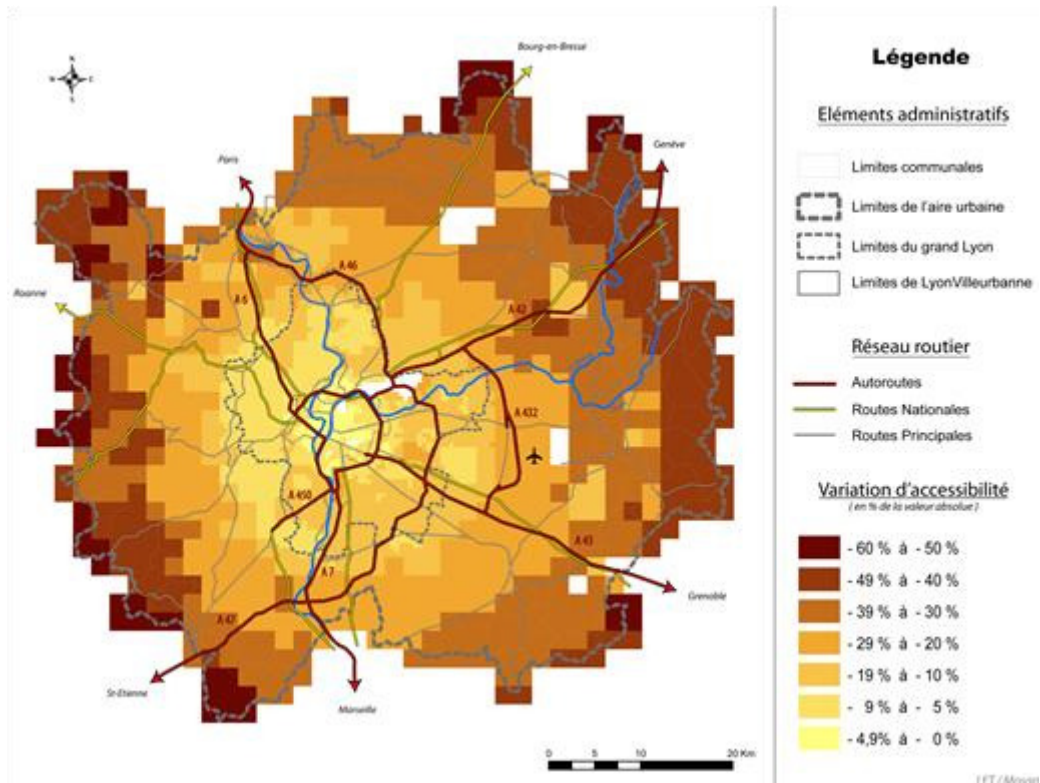 N
W E
S
Bourg-en-Bresse
Genève
Paris
Roanne
A 46
A 6
A 42
A 432
A 450
A 43
A 7
A 47
Grenoble
St-Etienne
Marseille
0 5 10 20 Km
Légende
Eléments administratifs
Limites communales
Limites de l'aire urbaine
Limites du grand Lyon
Limites de LyonVilleurbanne
Réseau routier
Autoroutes
Routes Nationales
Routes Principales
Variation d'accessibilité
( en % de la valeur absolue )
- 60 % à - 50 %
- 49 % à - 40 %
- 39 % à - 30 %
- 29 % à - 20 %
- 19 % à - 10 %
- 9 % à - 5 %
- 4,9% à - 0 %